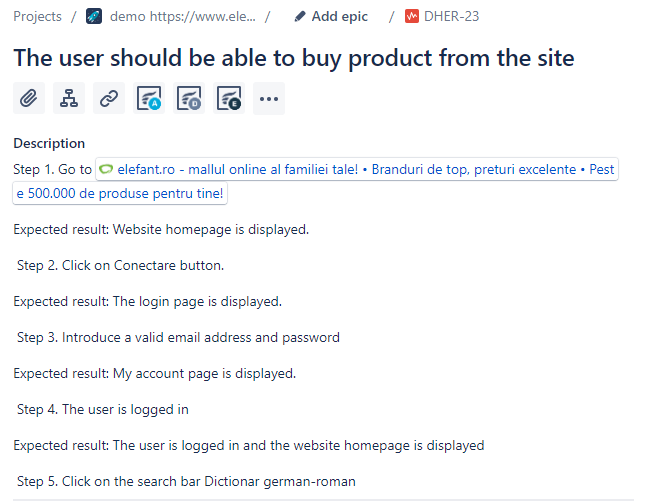 Projects / demo https://www.ele... / Add epic / DHER-23
The user should be able to buy product from the site
A D E
Description
Step 1. Go to elefant.ro - mallul online al familiei tale! • Branduri de top, preturi excelente • Pest
e 500.000 de produse pentru tine!
Expected result: Website homepage is displayed.
Step 2. Click on Conectare button.
Expected result: The login page is displayed.
Step 3. Introduce a valid email address and password
Expected result: My account page is displayed.
Step 4. The user is logged in
Expected result: The user is logged in and the website homepage is displayed
Step 5. Click on the search bar Dictionar german-roman